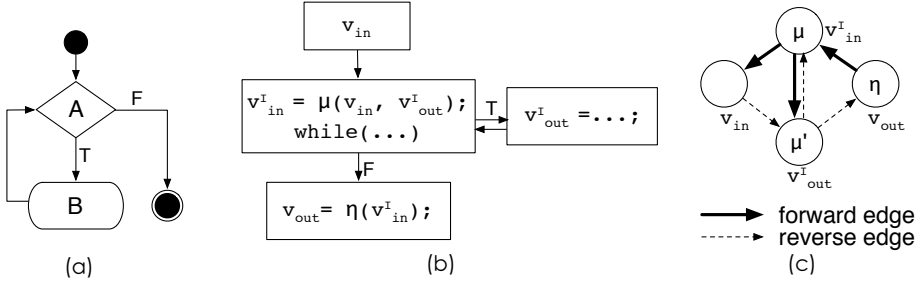 A
F
T
B
(a)
v_in
v^I_in = μ(v_in, v^I_out);
while(...)
T
v^I_out =...;
F
v_out= η(v^I_in);
(b)
μ
v^I_in
v_in
η
v_out
μ'
v^I_out
forward edge
reverse edge
(c)